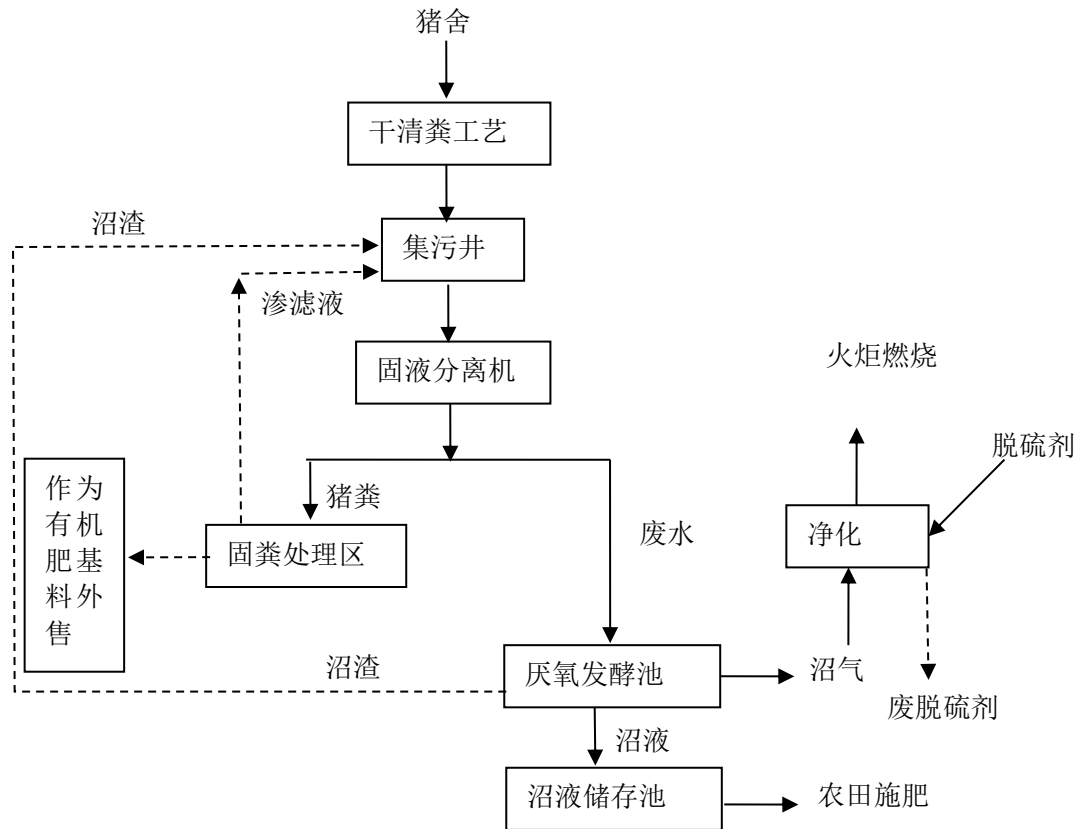 猪舍
干清粪工艺
沼渣
集污井
渗滤液
固液分离机
火炬燃烧
脱硫剂
作为
有机
肥基
料外
售
猪粪
固粪处理区
废水
净化
沼渣
厌氧发酵池
沼气
废脱硫剂
沼液
沼液储存池
农田施肥